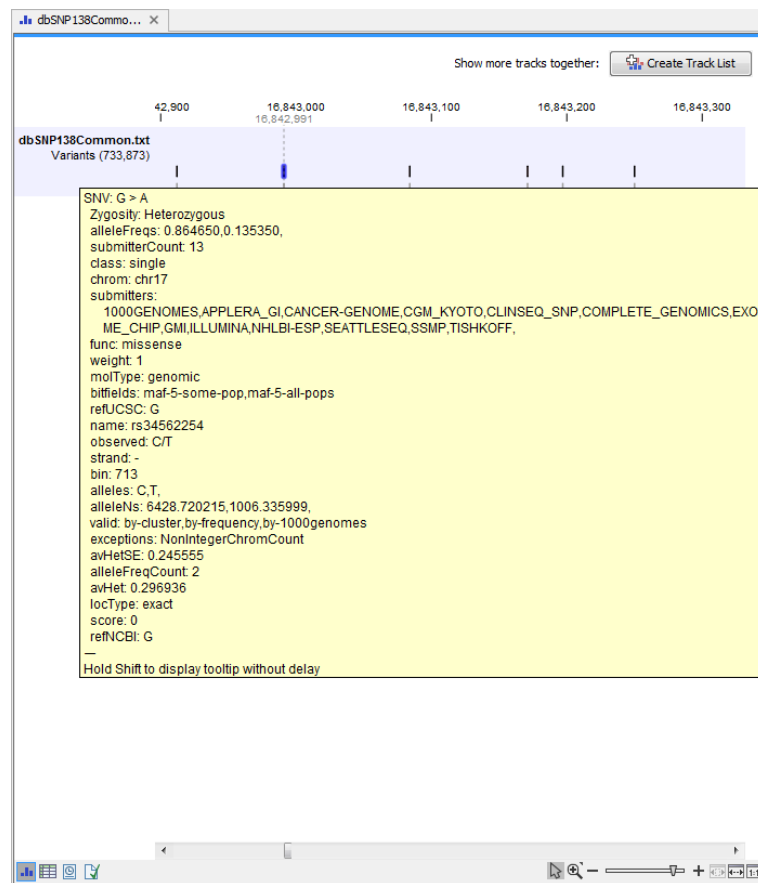 dbSNP138Commo...
Show more tracks together:
Create Track List
42,900 16,843,000 16,843,100 16,843,200 16,843,300
16,842,991
dbSNP138Common.txt
Variants (733,873)
SNV: G > A
Zygosity: Heterozygous
alleleFreqs: 0.864650,0.135350,
submitterCount: 13
class: single
chrom: chr17
submitters:
1000GENOMES,APPLERA_GI,CANCER-GENOME,CGM_KYOTO,CLINSEQ_SNP,COMPLETE_GENOMICS,EXO
ME_CHIP,GMI,ILLUMINA,NHLBI-ESP,SEATTLESEQ,SSMP,TISHKOFF,
func: missense
weight: 1
molType: genomic
bitfields: maf-5-some-pop,maf-5-all-pops
refUCSC: G
name: rs34562254
observed: C/T
strand: -
bin: 713
alleles: C,T,
alleleNs: 6428.720215,1006.335999,
valid: by-cluster,by-frequency,by-1000genomes
exceptions: NonIntegerChromCount
avHetSE: 0.245555
alleleFreqCount: 2
avHet: 0.296936
locType: exact
score: 0
refNCBI: G
—
Hold Shift to display tooltip without delay
1:1